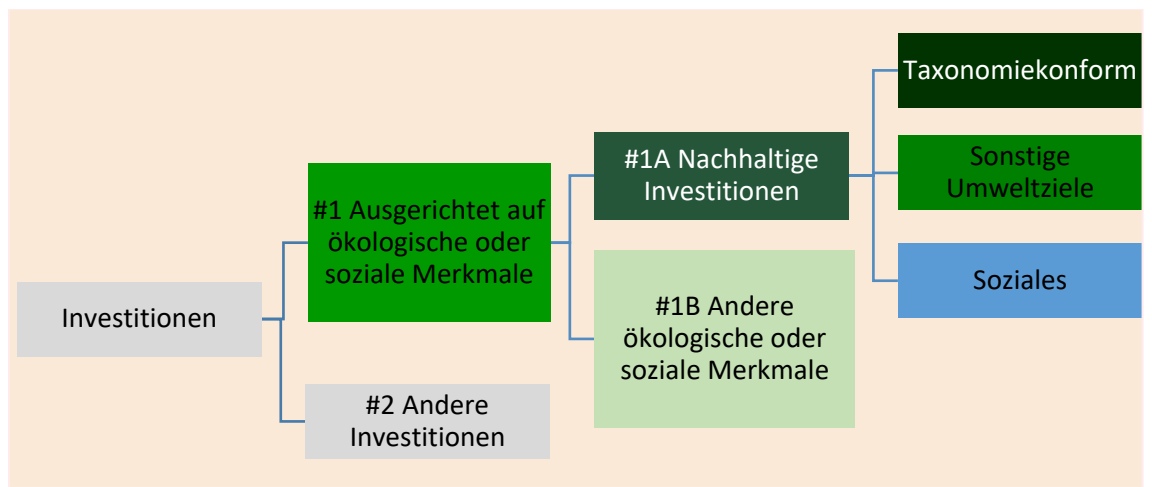 Investitionen
#1 Ausgerichtet auf
ökologische oder
soziale Merkmale
#2 Andere
Investitionen
#1A Nachhaltige
Investitionen
#1B Andere
ökologische oder
soziale Merkmale
Taxonomiekonform
Sonstige
Umweltziele
Soziales